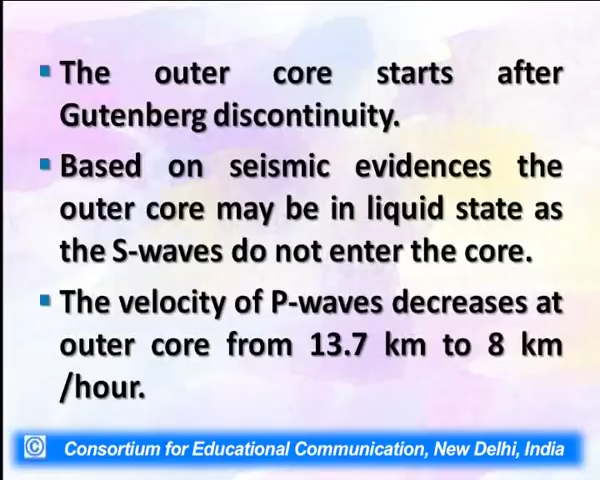 The outer core starts after
Gutenberg discontinuity.
Based on seismic evidences the
outer core may be in liquid state as
the S-waves do not enter the core.
The velocity of P-waves decreases at
outer core from 13.7 km to 8 km
/hour.
© Consortium for Educational Communication, New Delhi, India